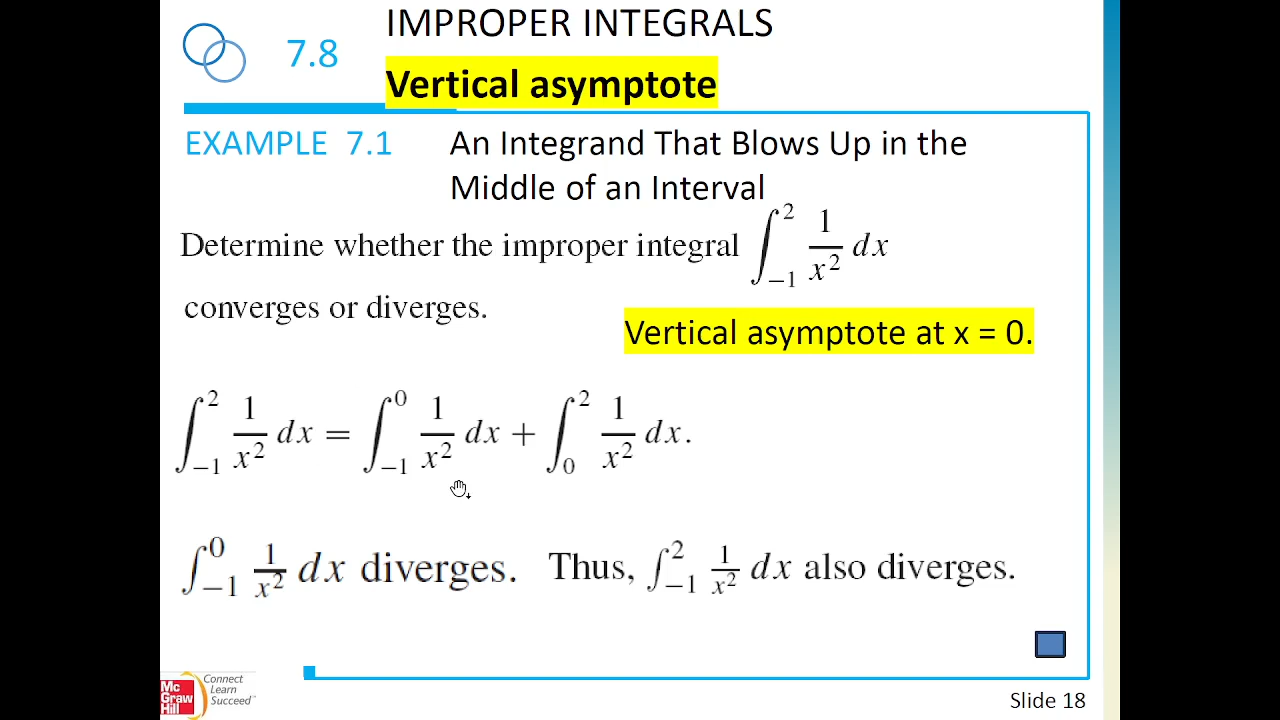 IMPROPER INTEGRALS
7.8
Vertical asymptote
EXAMPLE 7.1 An Integrand That Blows Up in the
Middle of an Interval
Determine whether the improper integral ∫_{−1}^{2} 1/x² dx
converges or diverges.
Vertical asymptote at x = 0.
∫_{−1}^{2} 1/x² dx = ∫_{−1}^{0} 1/x² dx + ∫_{0}^{2} 1/x² dx.
∫_{−1}^{0} 1/x² dx diverges. Thus, ∫_{−1}^{2} 1/x² dx also diverges.
Mc
Graw
Hill
Connect
Learn
Succeed™
Slide 18